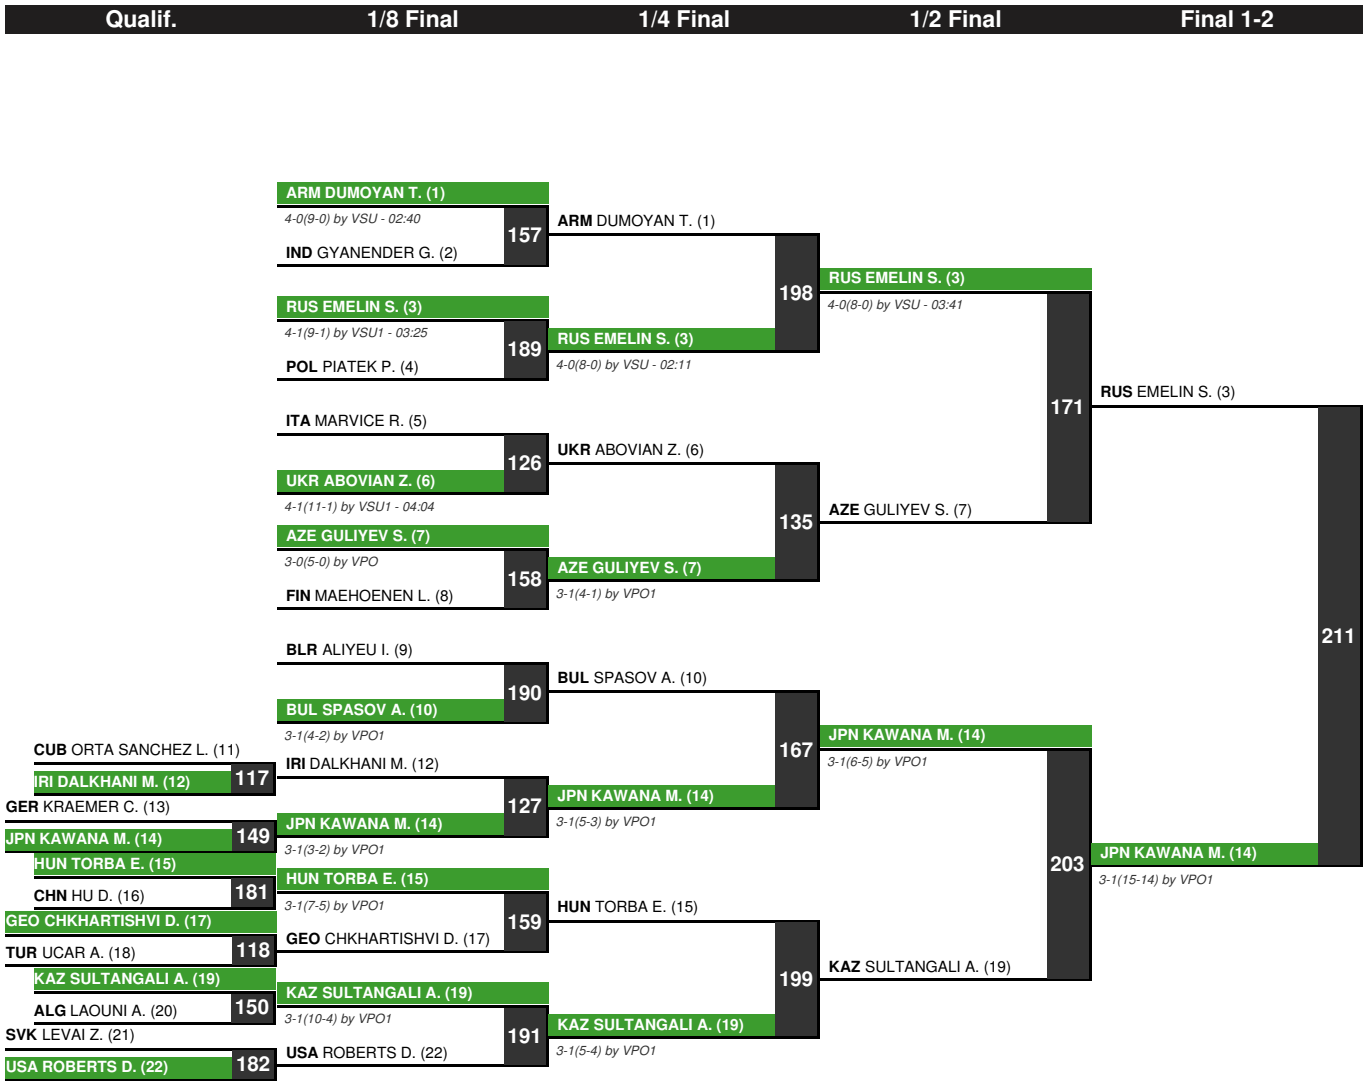 Qualif. 1/8 Final 1/4 Final 1/2 Final Final 1-2
ARM DUMOYAN T. (1)
4-0(9-0) by VSU - 02:40
157
IND GYANENDER G. (2)
ARM DUMOYAN T. (1)
RUS EMELIN S. (3)
4-1(9-1) by VSU1 - 03:25
189
POL PIATEK P. (4)
198
RUS EMELIN S. (3)
4-0(8-0) by VSU - 02:11
RUS EMELIN S. (3)
4-0(8-0) by VSU - 03:41
ITA MARVICE R. (5)
126
UKR ABOVIAN Z. (6)
4-1(11-1) by VSU1 - 04:04
UKR ABOVIAN Z. (6)
AZE GULIYEV S. (7)
3-0(5-0) by VPO
158
FIN MAEHOENEN L. (8)
135
AZE GULIYEV S. (7)
3-1(4-1) by VPO1
171
AZE GULIYEV S. (7)
RUS EMELIN S. (3)
211
BLR ALIYEU I. (9)
190
BUL SPASOV A. (10)
3-1(4-2) by VPO1
BUL SPASOV A. (10)
CUB ORTA SANCHEZ L. (11)
117
IRI DALKHANI M. (12)
GER KRAEMER C. (13)
149
JPN KAWANA M. (14)
IRI DALKHANI M. (12)
127
JPN KAWANA M. (14)
3-1(3-2) by VPO1
167
JPN KAWANA M. (14)
3-1(5-3) by VPO1
JPN KAWANA M. (14)
3-1(6-5) by VPO1
HUN TORBA E. (15)
181
CHN HU D. (16)
GEO CHKHARTISHVI D. (17)
118
TUR UCAR A. (18)
HUN TORBA E. (15)
3-1(7-5) by VPO1
159
GEO CHKHARTISHVI D. (17)
HUN TORBA E. (15)
203
JPN KAWANA M. (14)
3-1(15-14) by VPO1
KAZ SULTANGALI A. (19)
150
ALG LAOUNI A. (20)
SVK LEVAI Z. (21)
182
USA ROBERTS D. (22)
KAZ SULTANGALI A. (19)
3-1(10-4) by VPO1
191
USA ROBERTS D. (22)
199
KAZ SULTANGALI A. (19)
3-1(5-4) by VPO1
KAZ SULTANGALI A. (19)